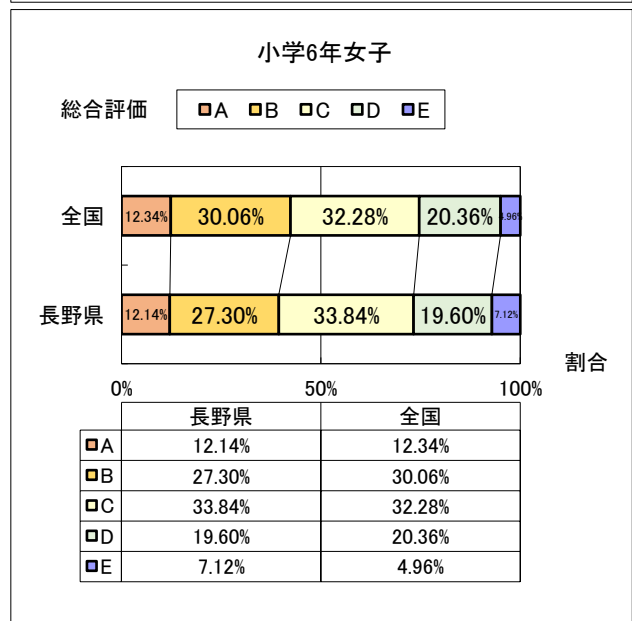 小学6年女子
総合評価 A B C D E
全国 12.34% 30.06% 32.28% 20.36% 4.96%
長野県 12.14% 27.30% 33.84% 19.60% 7.12%
割合
0% 50% 100%
長野県 全国
A 12.14% 12.34%
B 27.30% 30.06%
C 33.84% 32.28%
D 19.60% 20.36%
E 7.12% 4.96%